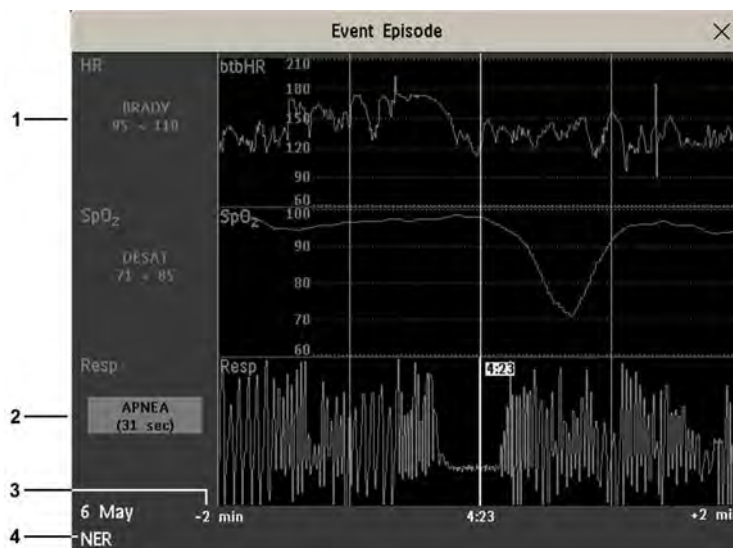 Event Episode
HR
btbHR
210
180
150
120
90
60
BRADY
95 < 110
1
SpO2
SpO2
100
90
80
70
60
DESAT
71 < 85
Resp
Resp
4:23
APNEA
(31 sec)
2
3
6 May
-2 min
4:23
+2 mi
4
NER